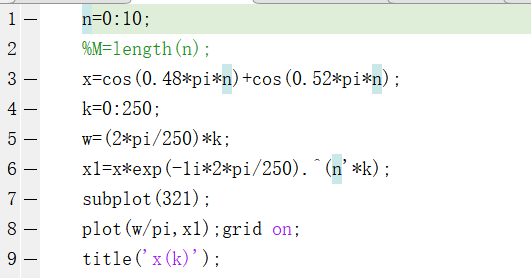 1 — n=0:10;
2 %M=length(n);
3 — x=cos(0.48*pi*n)+cos(0.52*pi*n);
4 — k=0:250;
5 — w=(2*pi/250)*k;
6 — x1=x*exp(-1i*2*pi/250).^(n'*k);
7 — subplot(321);
8 — plot(w/pi,x1);grid on;
9 — title('x(k)');